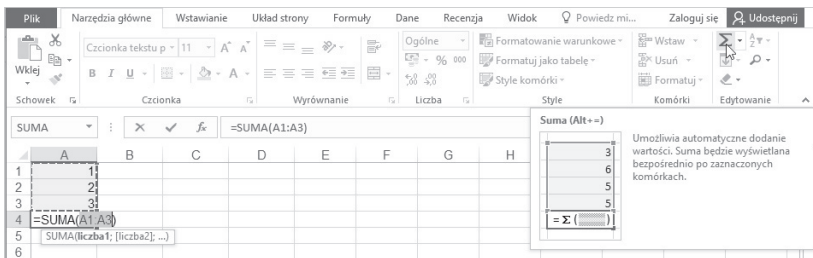 Plik Narzędzia główne Wstawianie Układ strony Formuły Dane Recenzja Widok Powiedz mi... Zaloguj się Udostępnij
Wklej
Czcionka tekstu p 11 A A
B I U A
Ogólne
% 000
Formatowanie warunkowe
Formatuj jako tabelę
Style komórki
Wstaw
Usuń
Formatuj
Σ
Schowek Czcionka Wyrównanie Liczba Style Komórki Edytowanie
SUMA fx =SUMA(A1:A3)
A B C D E F G H
1 1
2 2
3 3
4 =SUMA(A1:A3)
5 SUMA(liczba1; [liczba2]; ...)
6
Suma (Alt+=)
3
6
5
5
= Σ ( )
Umożliwia automatyczne dodanie
wartości. Suma będzie wyświetlana
bezpośrednio po zaznaczonych
komórkach.